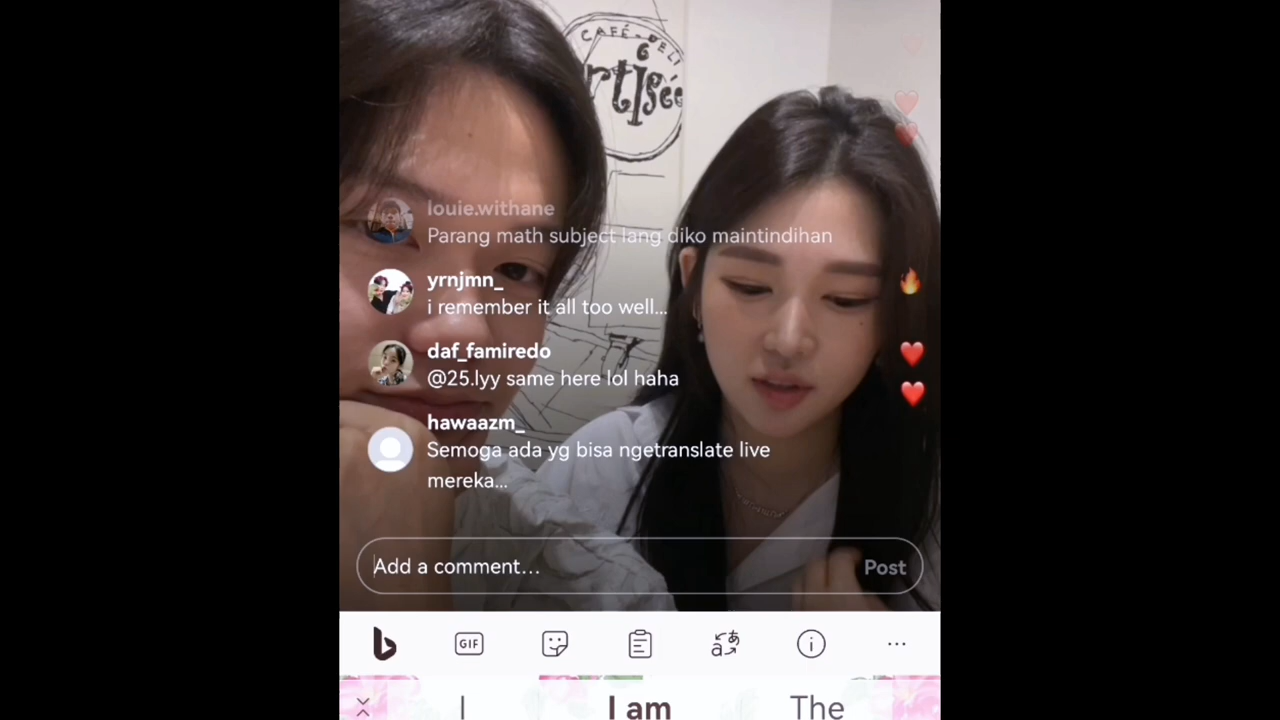 CAFÉ · DELI
louie.withane
Parang math subject lang diko maintindihan
yrnjmn_
i remember it all too well...
daf_famiredo
@25.lyy same here lol haha
hawaazm_
Semoga ada yg bisa ngetranslate live
mereka...
Add a comment...
Post
GIF
I
I am
The